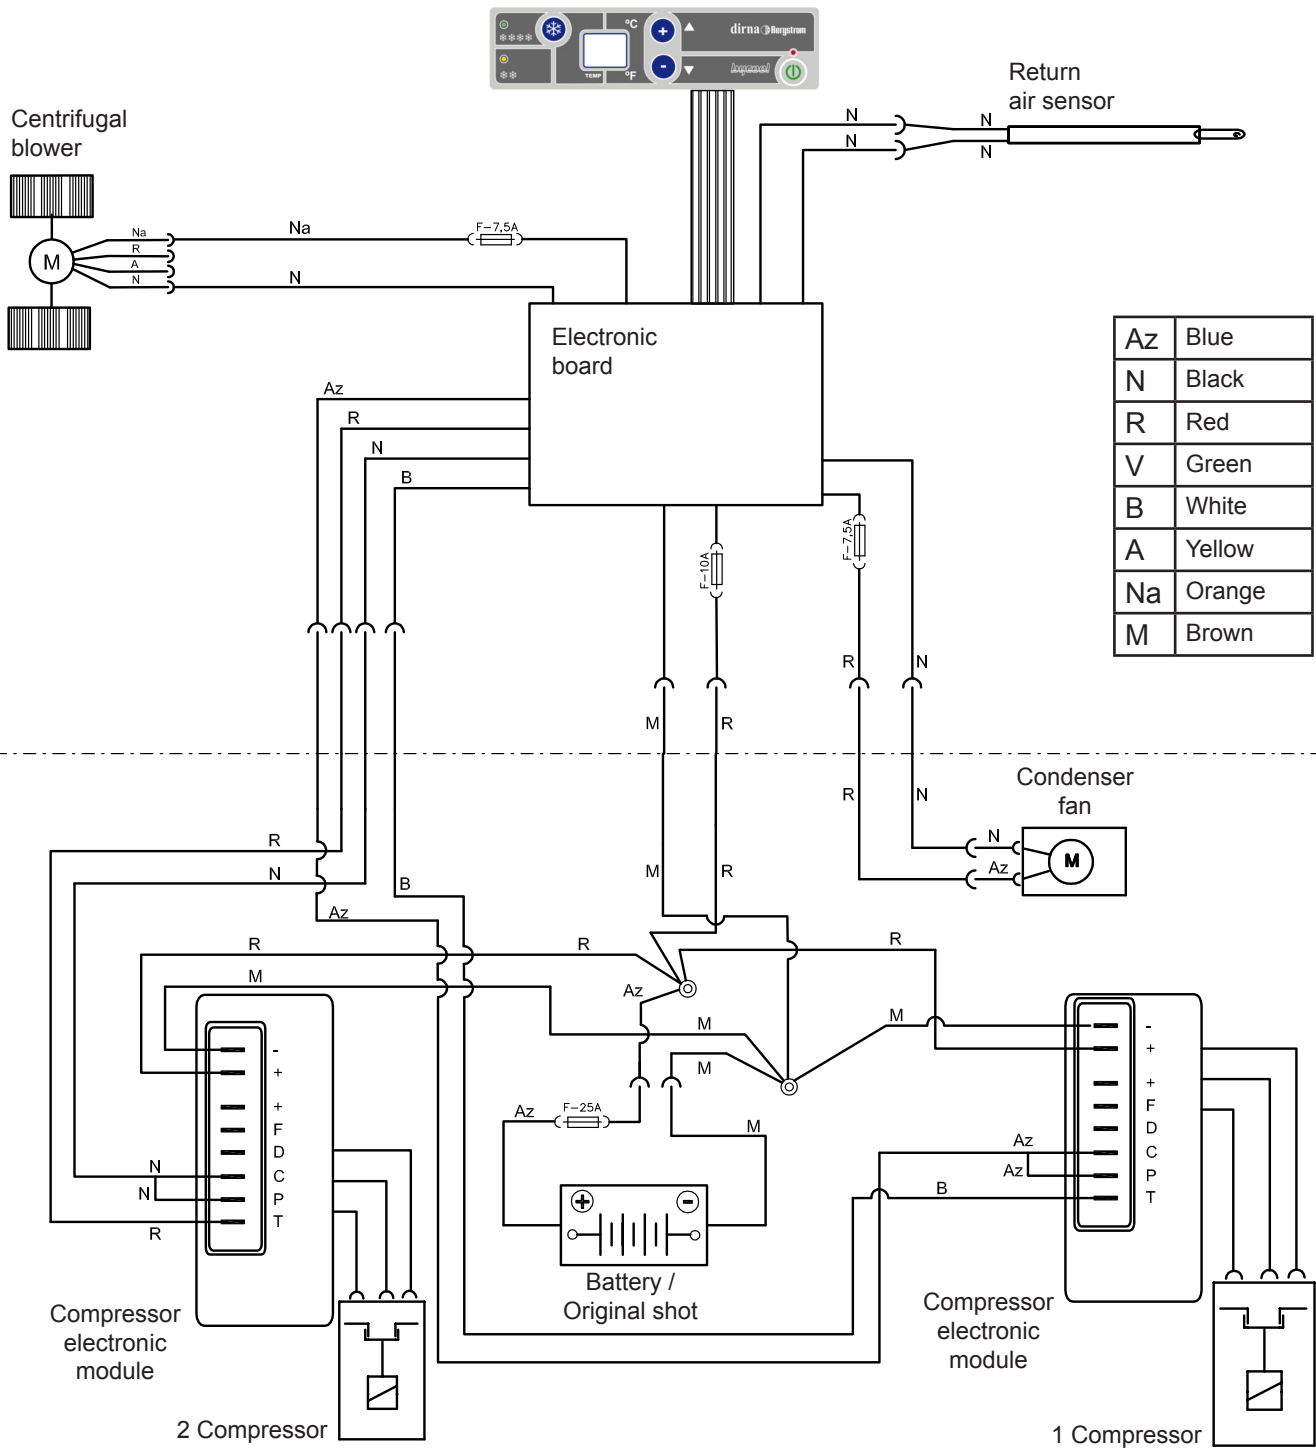 °C
°F
TEMP
+
-
dirna Bergstrom
bycool
Return
air sensor
Centrifugal
blower
N
N
N
N
Na
R
A
N
Na
F-7,5A
N
M
Electronic
board
Az Blue
N Black
R Red
V Green
B White
A Yellow
Na Orange
M Brown
Az
R
N
B
F-10A
F-7,5A
R
N
M
R
Condenser
fan
R
N
N
Az
M
R
N
B
Az
M
R
R
R
R
M
Az
M
M
M
-
+
+
F
D
C
P
T
N
N
R
Az
F-25A
M
+
-
Battery /
Original shot
-
+
+
F
D
C
P
T
Az
Az
B
Compressor
electronic
module
2 Compressor
Compressor
electronic
module
1 Compressor